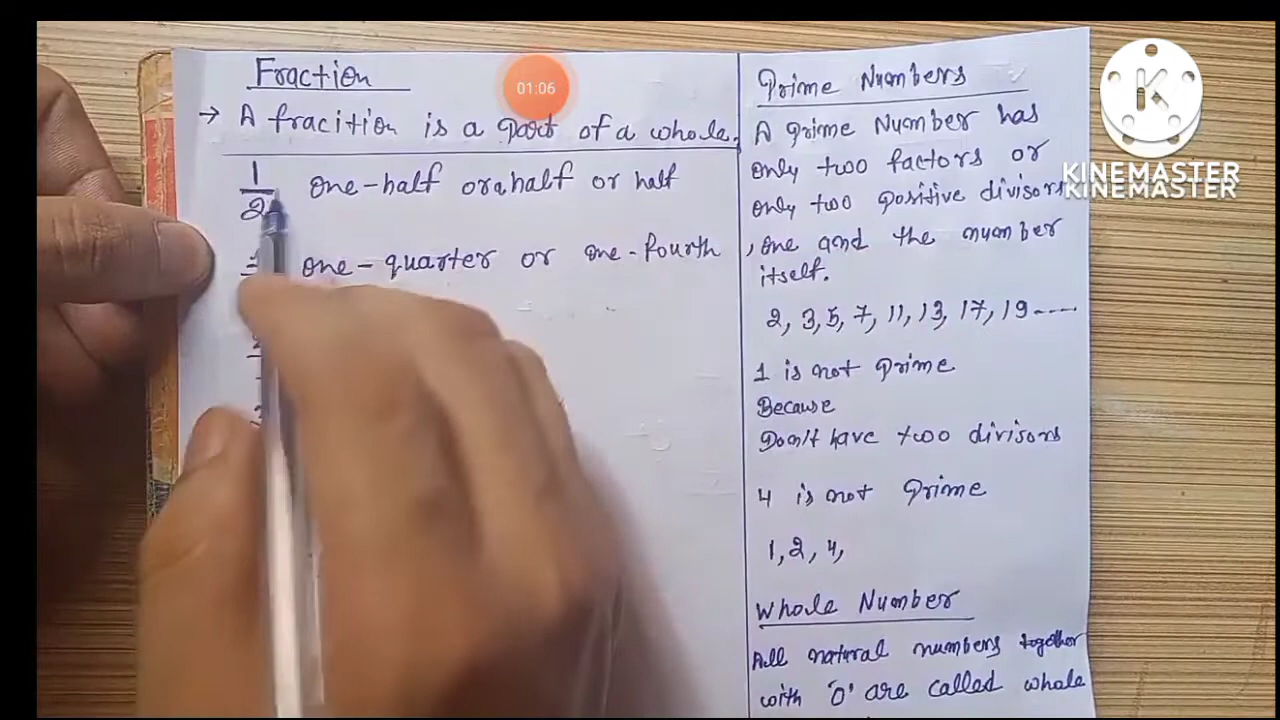 Fraction
→ A fracition is a part of a whole.
1
2
one-half or a half or half
one-quarter or one-fourth
Prime Numbers
A prime Number has
only two factors or
only two positive divisors
, one and the number
itself.
2, 3, 5, 7, 11, 13, 17, 19 -----
1 is not prime
Because
Don't have two divisors
4 is not prime
1, 2, 4,
Whole Number
All natural numbers together
with '0' are called whole
01:06
KINEMASTER
KINEMASTER